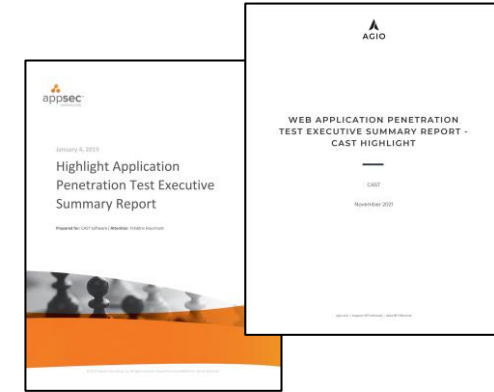 appsec
January 4, 2019
Highlight Application
Penetration Test Executive
Summary Report
Prepared for: CAST Software | Attention:
AGIO
WEB APPLICATION PENETRATION
TEST EXECUTIVE SUMMARY REPORT -
CAST HIGHLIGHT
CAST
November 2021